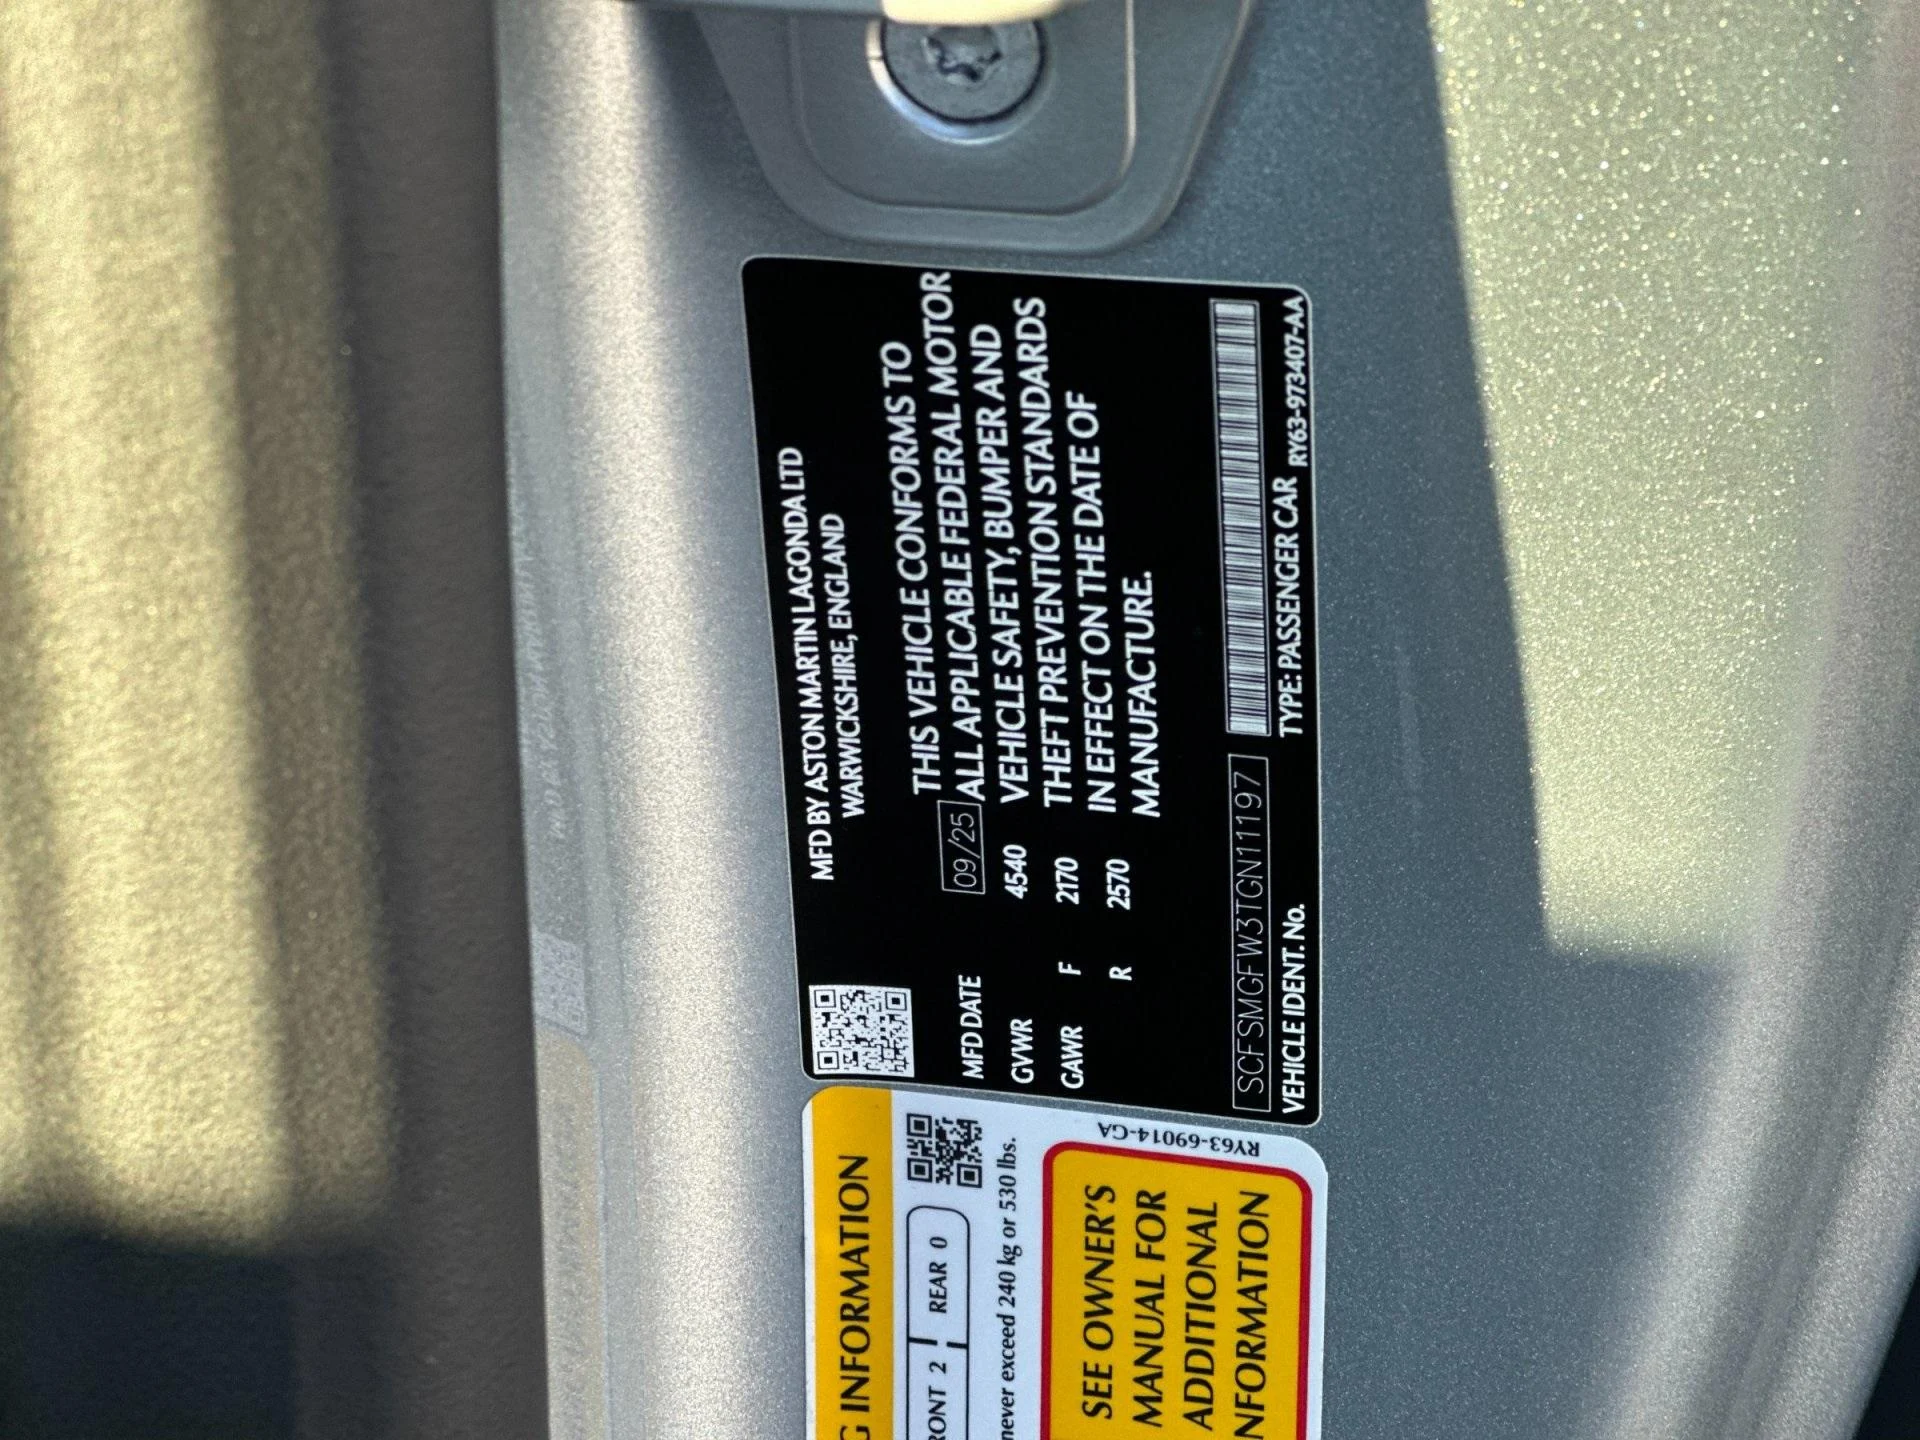 MFD BY ASTON MARTIN LAGONDA LTD
WARWICKSHIRE, ENGLAND
MFD DATE 09/25
GVWR 4540
GAWR F 2170
R 2570
THIS VEHICLE CONFORMS TO
ALL APPLICABLE FEDERAL MOTOR
VEHICLE SAFETY, BUMPER AND
THEFT PREVENTION STANDARDS
IN EFFECT ON THE DATE OF
MANUFACTURE.
SCFSMGFW3TGN11197
VEHICLE IDENT. No. TYPE: PASSENGER CAR RY63-973407-AA
G INFORMATION
RONT 2 REAR 0
never exceed 240 kg or 530 lbs.
RY63-69014-GA
SEE OWNER'S
MANUAL FOR
ADDITIONAL
NFORMATION